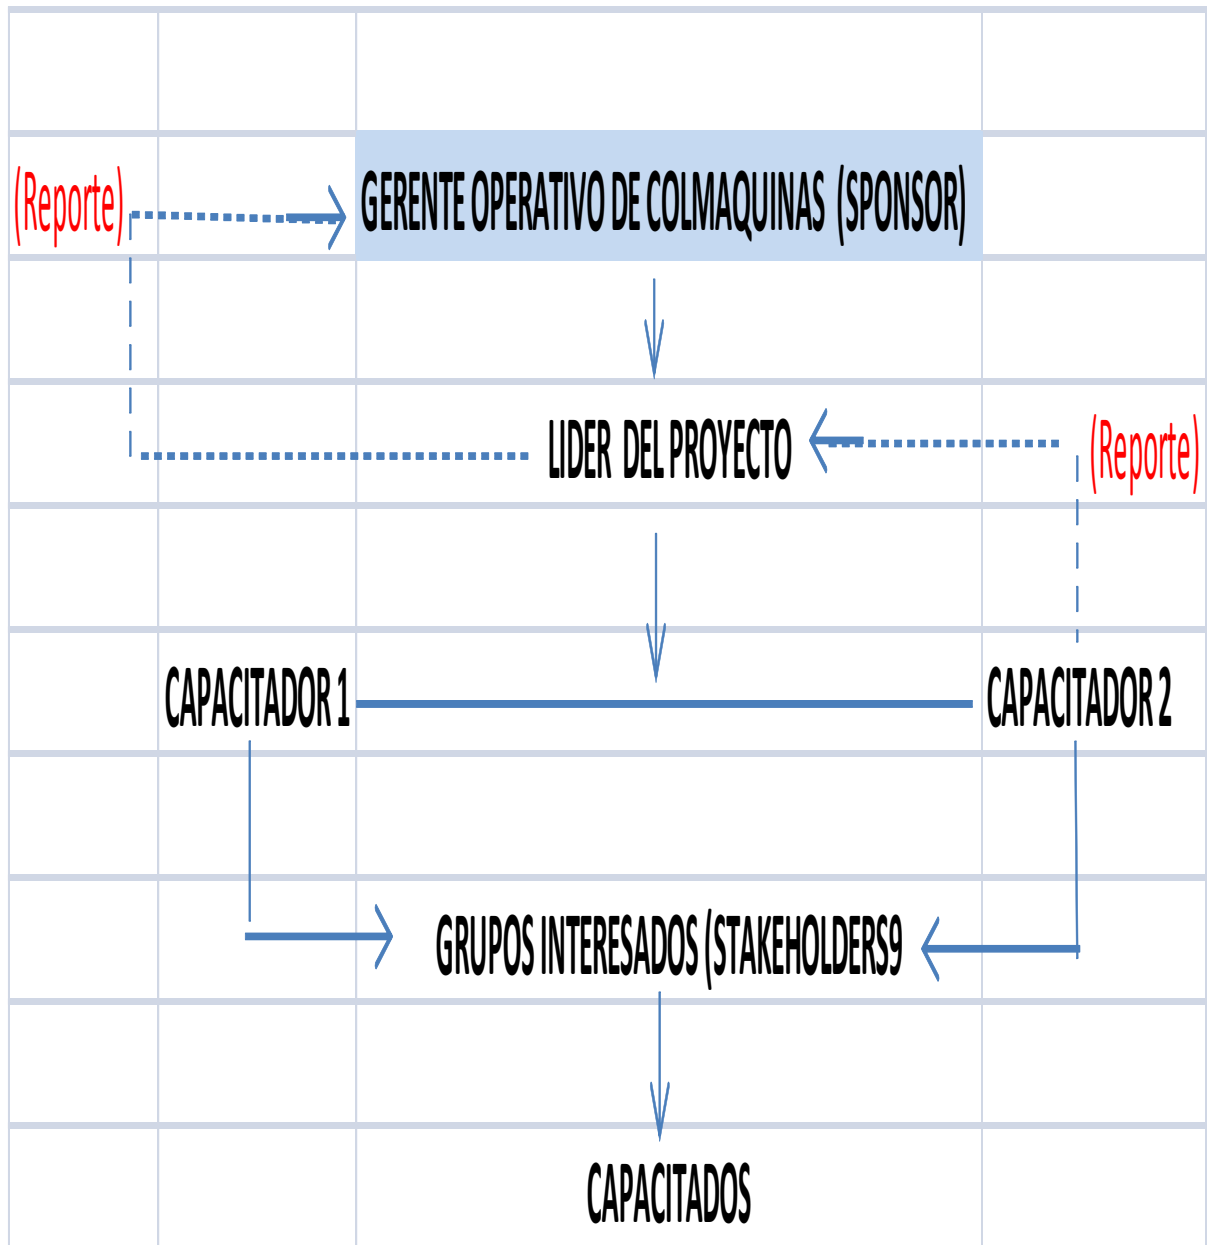 (Reporte)
GERENTE OPERATIVO DE COLMAQUINAS (SPONSOR)
LIDER DEL PROYECTO
(Reporte)
CAPACITADOR 1
CAPACITADOR 2
GRUPOS INTERESADOS (STAKEHOLDERS9
CAPACITADOS